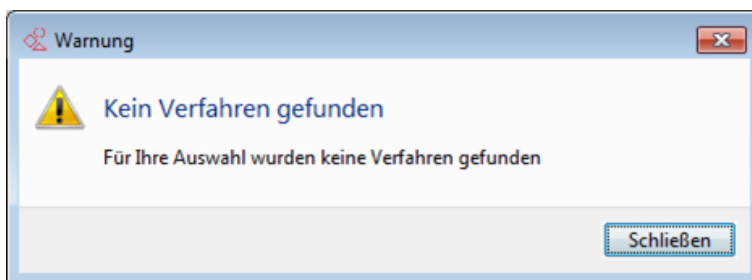 Warnung
Kein Verfahren gefunden
Für Ihre Auswahl wurden keine Verfahren gefunden
Schließen